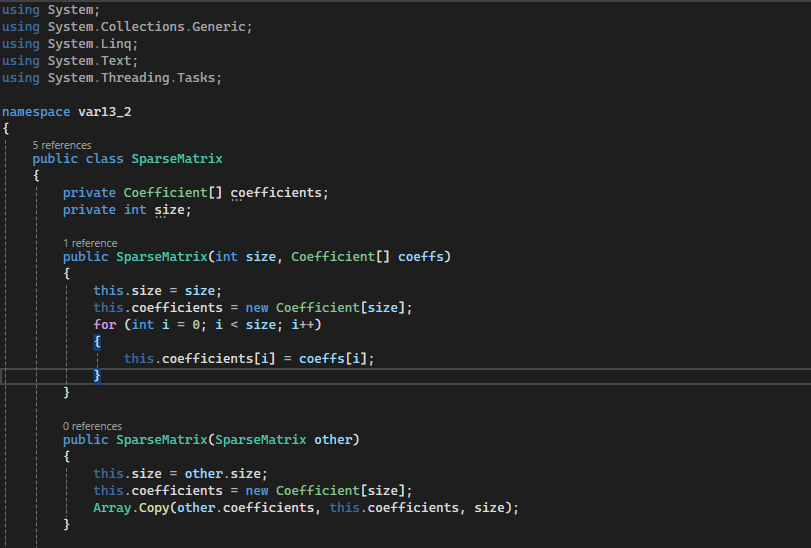 using System;
using System.Collections.Generic;
using System.Linq;
using System.Text;
using System.Threading.Tasks;
namespace var13_2
{
5 references
public class SparseMatrix
{
private Coefficient[] coefficients;
private int size;
1 reference
public SparseMatrix(int size, Coefficient[] coeffs)
{
this.size = size;
this.coefficients = new Coefficient[size];
for (int i = 0; i < size; i++)
{
this.coefficients[i] = coeffs[i];
}
}
0 references
public SparseMatrix(SparseMatrix other)
{
this.size = other.size;
this.coefficients = new Coefficient[size];
Array.Copy(other.coefficients, this.coefficients, size);
}